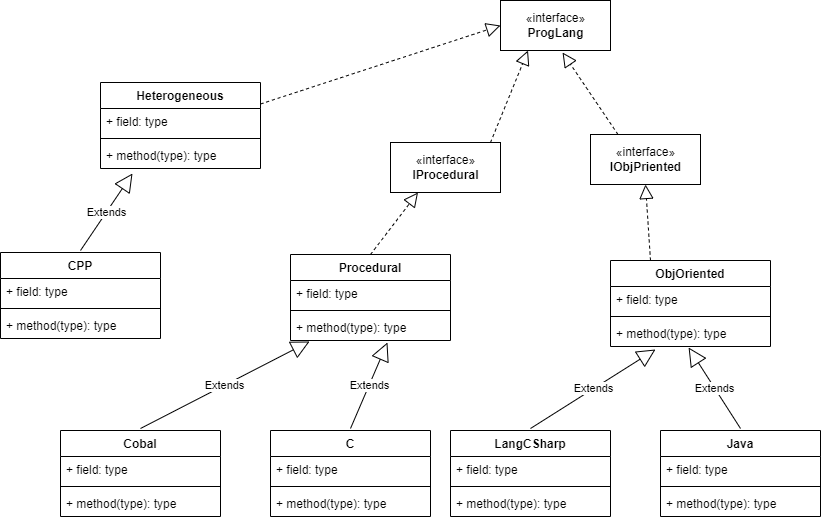 «interface»
ProgLang
Heterogeneous
+ field: type
+ method(type): type
«interface»
IProcedural
«interface»
IObjPriented
Extends
CPP
+ field: type
+ method(type): type
Procedural
+ field: type
+ method(type): type
ObjOriented
+ field: type
+ method(type): type
Extends
Extends
Extends
Extends
Cobal
+ field: type
+ method(type): type
C
+ field: type
+ method(type): type
LangCSharp
+ field: type
+ method(type): type
Java
+ field: type
+ method(type): type